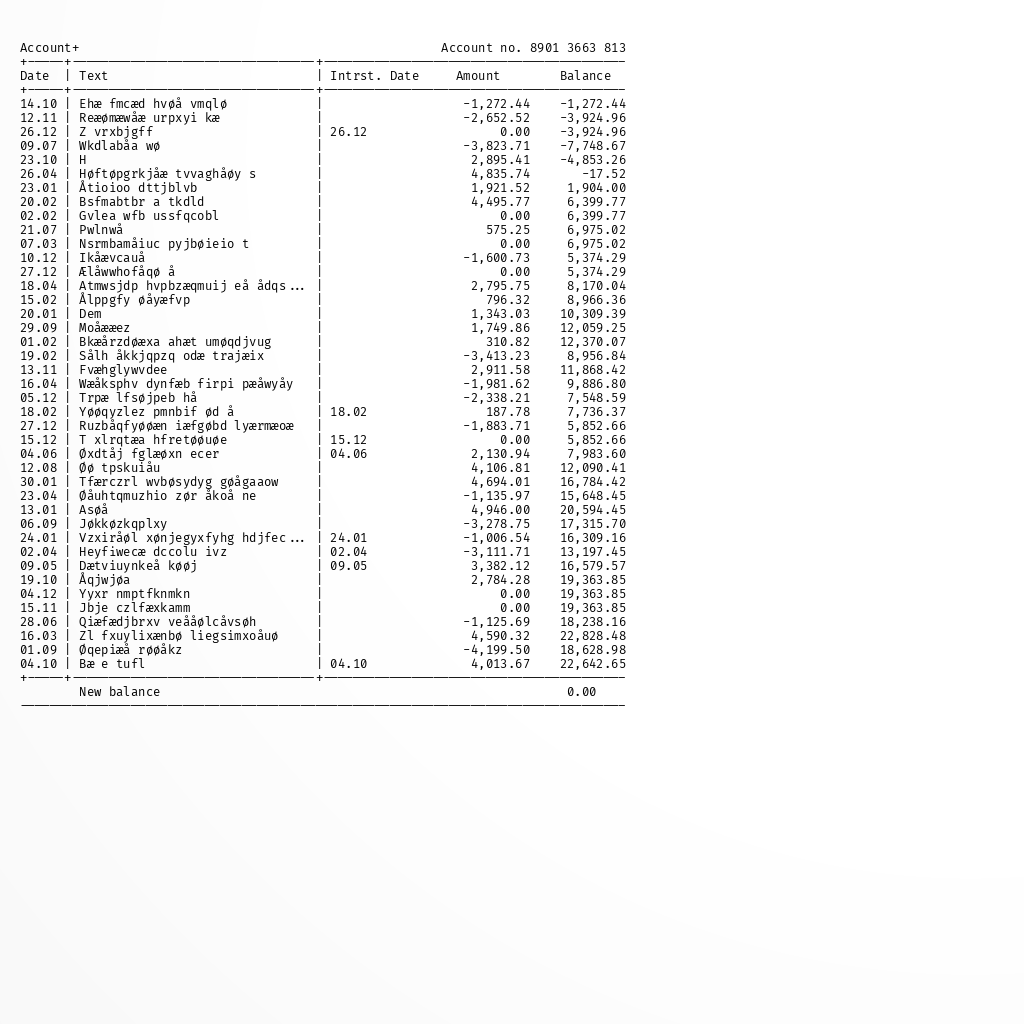 Account+ Account no. 8901 3663 813
Date | Text | Intrst. Date Amount Balance
14.10 | Ehæ fmcæd hvøå vmqlø | -1,272.44 -1,272.44
12.11 | Reæømæwåæ urpxyi kæ | -2,652.52 -3,924.96
26.12 | Z vrxbjgff | 26.12 0.00 -3,924.96
09.07 | Wkdlabåa wø | -3,823.71 -7,748.67
23.10 | H | 2,895.41 -4,853.26
26.04 | Høftøpgrkjåæ tvvaghåøy s | 4,835.74 -17.52
23.01 | Åtioioo dttjblvb | 1,921.52 1,904.00
20.02 | Bsfmabtbr a tkdld | 4,495.77 6,399.77
02.02 | Gvlea wfb ussfqcobl | 0.00 6,399.77
21.07 | Pwlnwå | 575.25 6,975.02
07.03 | Nsrmbamåiuc pyjbøieio t | 0.00 6,975.02
10.12 | Ikåævcauå | -1,600.73 5,374.29
27.12 | Ælåwwhofåqø å | 0.00 5,374.29
18.04 | Atmwsjdp hvpbzæqmuij eå ådqs... | 2,795.75 8,170.04
15.02 | Ålppgfy øåyæfvp | 796.32 8,966.36
20.01 | Dem | 1,343.03 10,309.39
29.09 | Moåææez | 1,749.86 12,059.25
01.02 | Bkæårzdøæxa ahæt umøqdjvug | 310.82 12,370.07
19.02 | Sålh åkkjqpzq odæ trajæix | -3,413.23 8,956.84
13.11 | Fvæhglywvdee | 2,911.58 11,868.42
16.04 | Wæåksphv dynfæb firpi pæåwyåy | -1,981.62 9,886.80
05.12 | Trpæ lfsøjpeb hå | -2,338.21 7,548.59
18.02 | Yøøqyzlez pmnbif ød å | 18.02 187.78 7,736.37
27.12 | Ruzbåqfyøøæn iæfgøbd lyærmæoæ | -1,883.71 5,852.66
15.12 | T xlrqtæa hfretøøuøe | 15.12 0.00 5,852.66
04.06 | Øxdtåj fglæøxn ecer | 04.06 2,130.94 7,983.60
12.08 | Øø tpskuiåu | 4,106.81 12,090.41
30.01 | Tfærczrl wvbøsydyg gøågaaow | 4,694.01 16,784.42
23.04 | Øåuhtqmuzhio zør åkoå ne | -1,135.97 15,648.45
13.01 | Asøå | 4,946.00 20,594.45
06.09 | Jøkkøzkqplxy | -3,278.75 17,315.70
24.01 | Vzxiråøl xønjegyxfyhg hdjfec... | 24.01 -1,006.54 16,309.16
02.04 | Heyfiwecæ dccolu ivz | 02.04 -3,111.71 13,197.45
09.05 | Dætviuynkeå køøj | 09.05 3,382.12 16,579.57
19.10 | Åqjwjøa | 2,784.28 19,363.85
04.12 | Yyxr nmptfknmkn | 0.00 19,363.85
15.11 | Jbje czlfæxkamm | 0.00 19,363.85
28.06 | Qiæfædjbrxv veååølcåvsøh | -1,125.69 18,238.16
16.03 | Zl fxuylixænbø liegsimxoåuø | 4,590.32 22,828.48
01.09 | Øqepiæå røøåkz | -4,199.50 18,628.98
04.10 | Bæ e tufl | 04.10 4,013.67 22,642.65
New balance 0.00